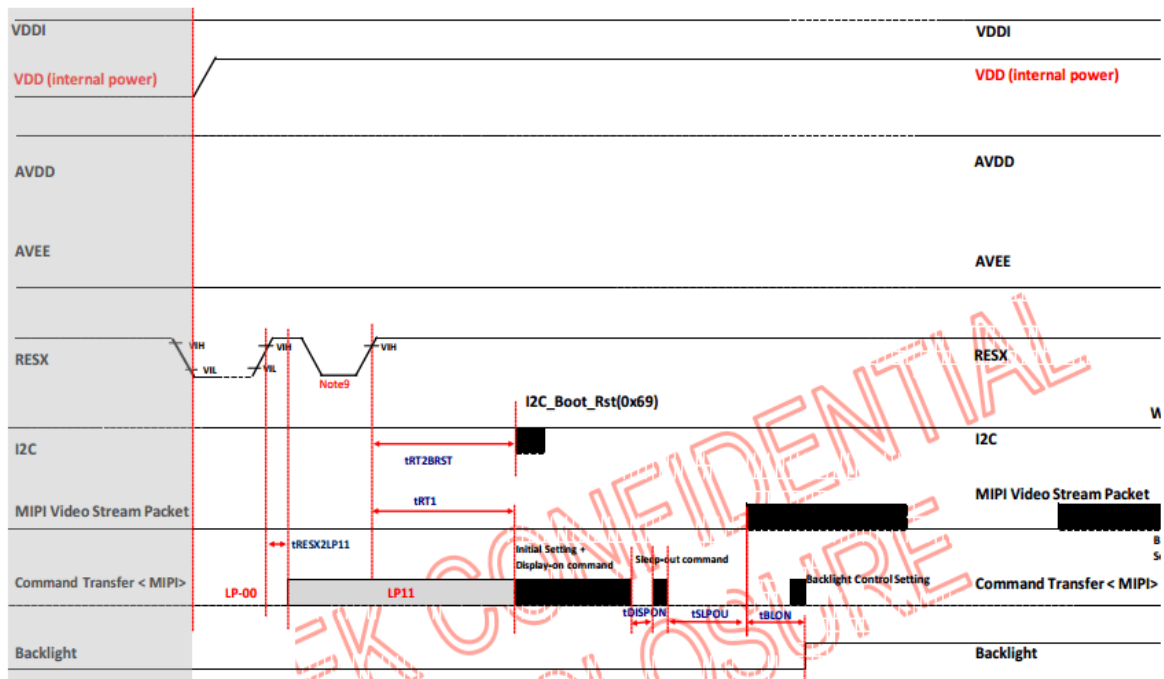 VDDI
VDDI
VDD (internal power)
VDD (internal power)
AVDD
AVDD
AVEE
AVEE
RESX
VIH
VIL
VIH
VIL
Note9
VIH
RESX
I2C_Boot_Rst(0x69)
I2C
tRT2BRST
I2C
MIPI Video Stream Packet
tRT1
MIPI Video Stream Packet
tRESX2LP11
Initial Setting +
Display-on command
Sleep-out command
Command Transfer < MIPI>
LP-00
LP11
Backlight Control Setting
Command Transfer < MIPI>
tDISPON
tSLPOU
tBLON
Backlight
Backlight
EK CONFIDENTIAL
LOSURE